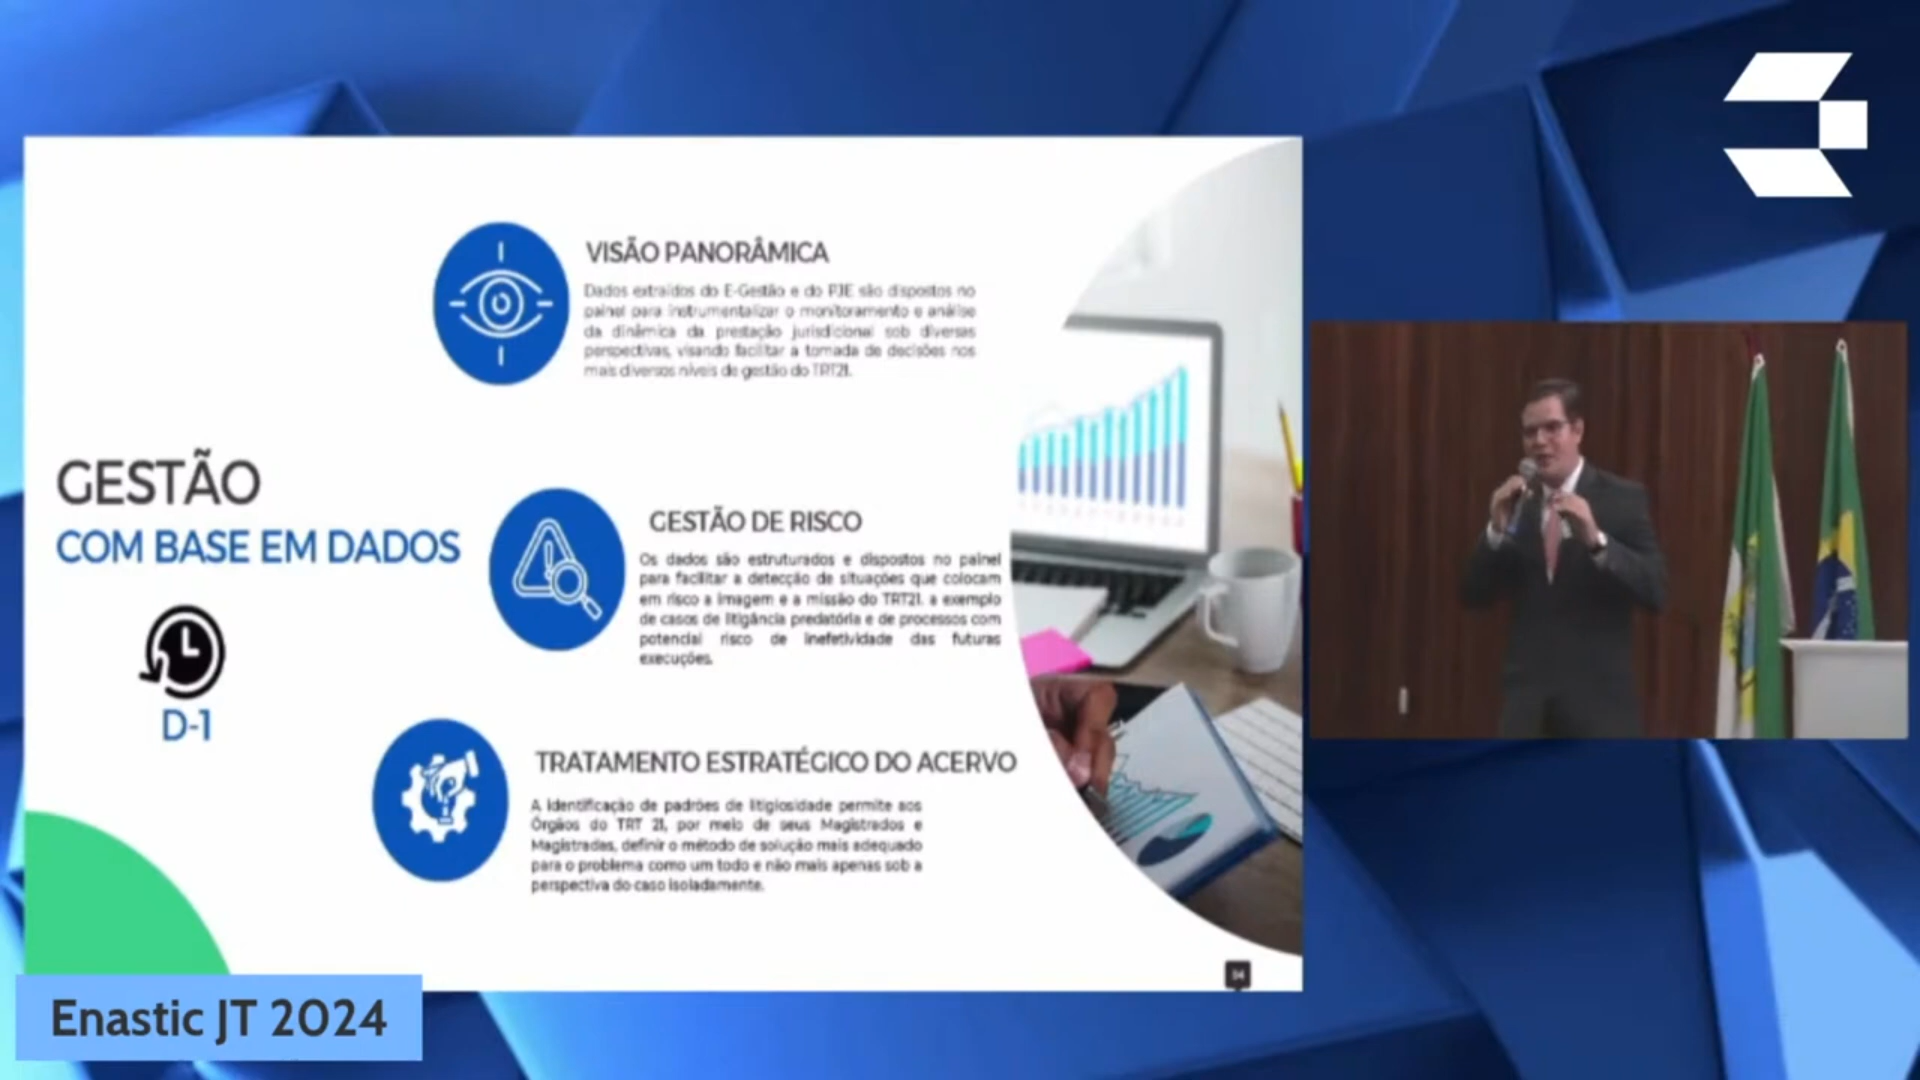 VISÃO PANORÂMICA
Dados extraídos do E-Gestão e do PJE são dispostos no
painel para instrumentalizar o monitoramento e análise
da dinâmica da prestação jurisdicional sob diversas
perspectivas, visando facilitar a tomada de decisões nos
mais diversos níveis de gestão do TRT21.
GESTÃO
COM BASE EM DADOS
D-1
GESTÃO DE RISCO
Os dados são estruturados e dispostos no painel
para facilitar a detecção de situações que colocam
em risco a imagem e a missão do TRT21, a exemplo
de casos de litigância predatória e de processos com
potencial risco de inefetividade das futuras
execuções.
TRATAMENTO ESTRATÉGICO DO ACERVO
A identificação de padrões de litigiosidade permite aos
Órgãos do TRT 21, por meio de seus Magistrados e
Magistradas, definir o método de solução mais adequado
para o problema como um todo e não mais apenas sob a
perspectiva do caso isoladamente.
14
Enastic JT 2024